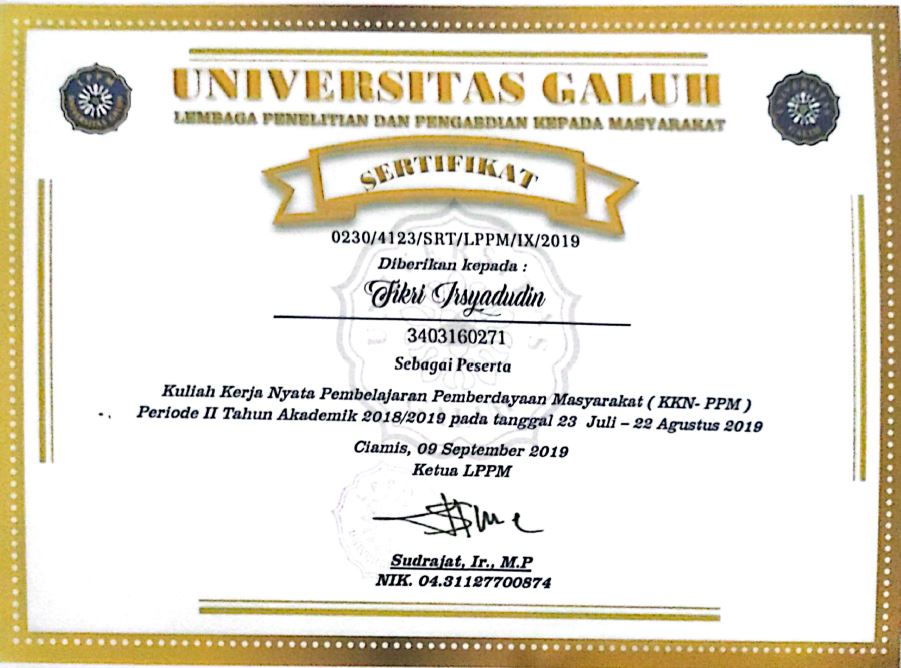 UNIVERSITAS GALUH
LEMBAGA PENELITIAN DAN PENGABDIAN KEPADA MASYARAKAT
SERTIFIKAT
0230/4123/SRT/LPPM/IX/2019
Diberikan kepada :
Fikri Irsyadudin
3403160271
Sebagai Peserta
Kuliah Kerja Nyata Pembelajaran Pemberdayaan Masyarakat ( KKN- PPM )
Periode II Tahun Akademik 2018/2019 pada tanggal 23 Juli – 22 Agustus 2019
Ciamis, 09 September 2019
Ketua LPPM
Sudrajat, Ir., M.P
NIK. 04.31127700874